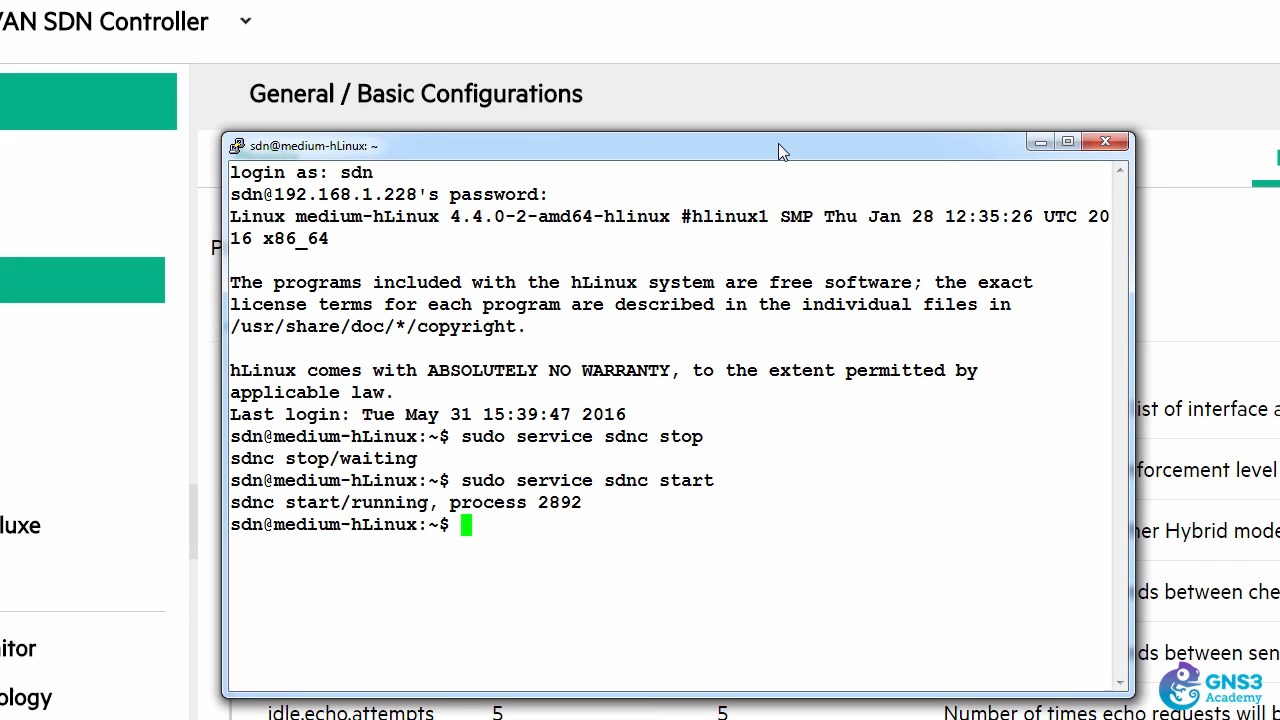 VAN SDN Controller
General / Basic Configurations
sdn@medium-hLinux: ~
login as: sdn
sdn@192.168.1.228's password:
Linux medium-hLinux 4.4.0-2-amd64-hlinux #hlinux1 SMP Thu Jan 28 12:35:26 UTC 20
16 x86_64
The programs included with the hLinux system are free software; the exact
license terms for each program are described in the individual files in
/usr/share/doc/*/copyright.
hLinux comes with ABSOLUTELY NO WARRANTY, to the extent permitted by
applicable law.
Last login: Tue May 31 15:39:47 2016
sdn@medium-hLinux:~$ sudo service sdnc stop
sdnc stop/waiting
sdn@medium-hLinux:~$ sudo service sdnc start
sdnc start/running, process 2892
sdn@medium-hLinux:~$
luxe
itor
ology
ist of interface a
forcement level
her Hybrid mode
ds between che
ds between sen
idle.echo.attempts 5 5 Number of times echo requests will b
GNS3
Academy